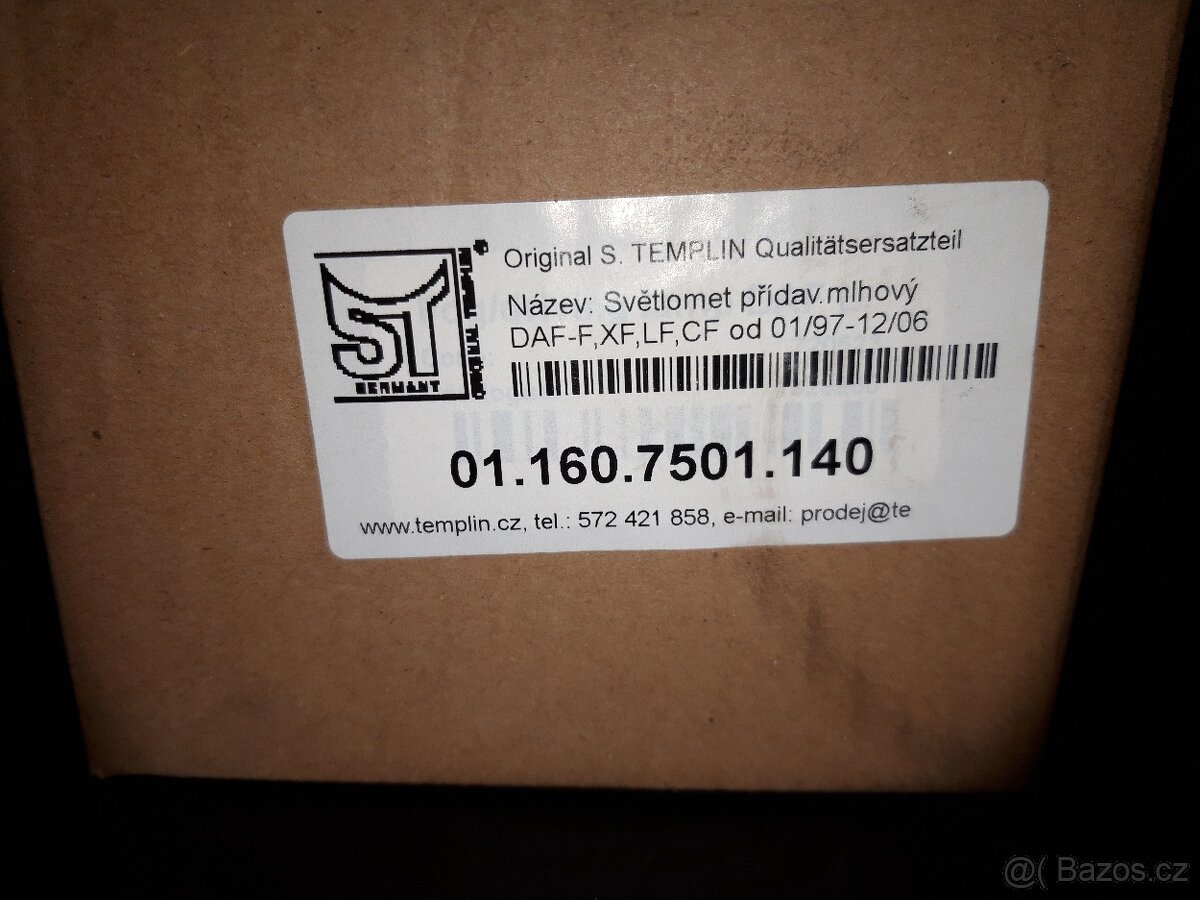 Original S. TEMPLIN Qualitätsersatzteil
Název: Světlomet přídav.mlhový
DAF-F,XF,LF,CF od 01/97-12/06
ST
GERMANY
01.160.7501.140
www.templin.cz, tel.: 572 421 858, e-mail: prodej@te
@( Bazos.cz